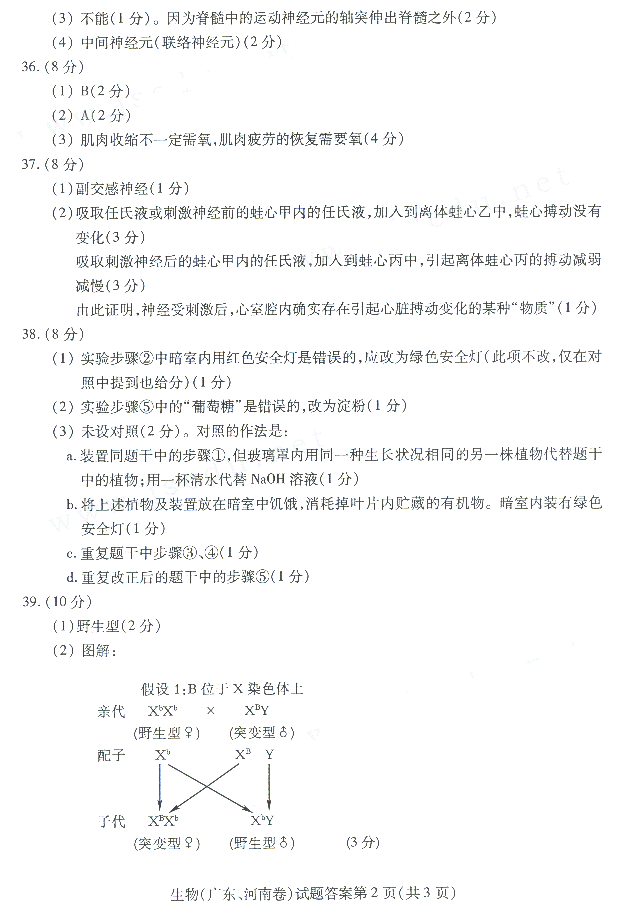 (3) 不能(1 分)。因为脊髓中的运动神经元的轴突伸出脊髓之外(2 分)
(4) 中间神经元(联络神经元)(2 分)
36.(8 分)
(1) B(2 分)
(2) A(2 分)
(3) 肌肉收缩不一定需氧,肌肉疲劳的恢复需要氧(4 分)
37.(8 分)
(1)副交感神经(1 分)
(2)吸取任氏液或刺激神经前的蛙心甲内的任氏液,加入到离体蛙心乙中,蛙心搏动没有
变化(3 分)
吸取刺激神经后的蛙心甲内的任氏液,加入到蛙心丙中,引起离体蛙心丙的搏动减弱
减慢(3 分)
由此证明,神经受刺激后,心室腔内确实存在引起心脏搏动变化的某种“物质”(1 分)
38.(8 分)
(1) 实验步骤②中暗室内用红色安全灯是错误的,应改为绿色安全灯(此项不改,仅在对
照中提到也给分)(1 分)
(2) 实验步骤⑤中的“葡萄糖”是错误的,改为淀粉(1 分)
(3) 未设对照(2 分)。对照的作法是:
a.装置同题干中的步骤①,但玻璃罩内用同一种生长状况相同的另一株植物代替题干
中的植物;用一杯清水代替 NaOH 溶液(1 分)
b.将上述植物及装置放在暗室中饥饿,消耗掉叶片内贮藏的有机物。暗室内装有绿色
安全灯(1 分)
c.重复题干中步骤③、④(1 分)
d.重复改正后的题干中的步骤⑤(1 分)
39.(10 分)
(1)野生型(2 分)
(2) 图解:
假设 1:B 位于 X 染色体上
亲代 XᵇXᵇ × XᴮY
(野生型♀) (突变型♂)
配子 Xᵇ Xᴮ Y
子代 XᴮXᵇ XᵇY
(突变型♀) (野生型♂) (3 分)
生物(广东、河南卷)试题答案第 2 页(共 3 页)